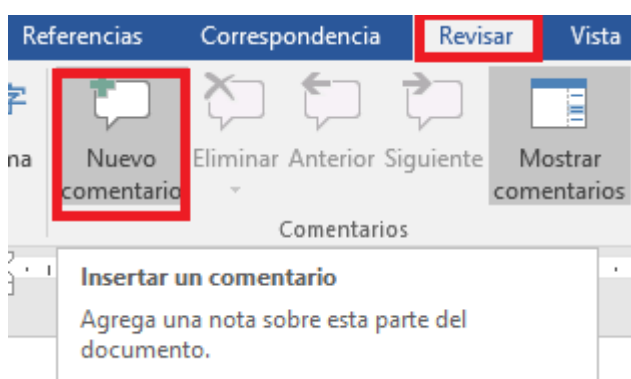 Referencias Correspondencia Revisar Vista
Nuevo comentario
Eliminar Anterior Siguiente
Mostrar comentarios
Comentarios
Insertar un comentario
Agrega una nota sobre esta parte del
documento.